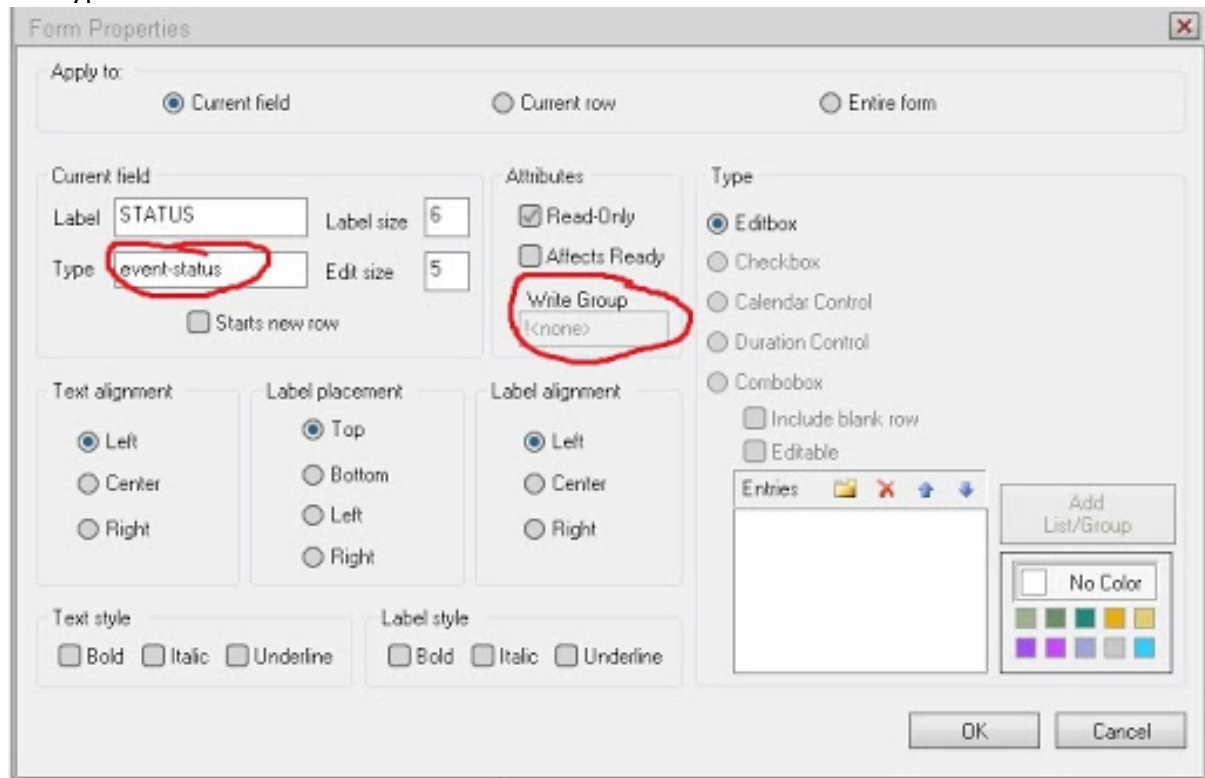 Form Properties
Apply to:
Current field Current row Entire form
Current field
Label STATUS Label size 6
Type event-status Edit size 5
Starts new row
Attributes
Read-Only
Affects Ready
Write Group
!<none>
Type
Editbox
Checkbox
Calendar Control
Duration Control
Combobox
Include blank row
Editable
Entries
Add
List/Group
No Color
Text alignment
Left
Center
Right
Label placement
Top
Bottom
Left
Right
Label alignment
Left
Center
Right
Text style
Bold Italic Underline
Label style
Bold Italic Underline
OK Cancel